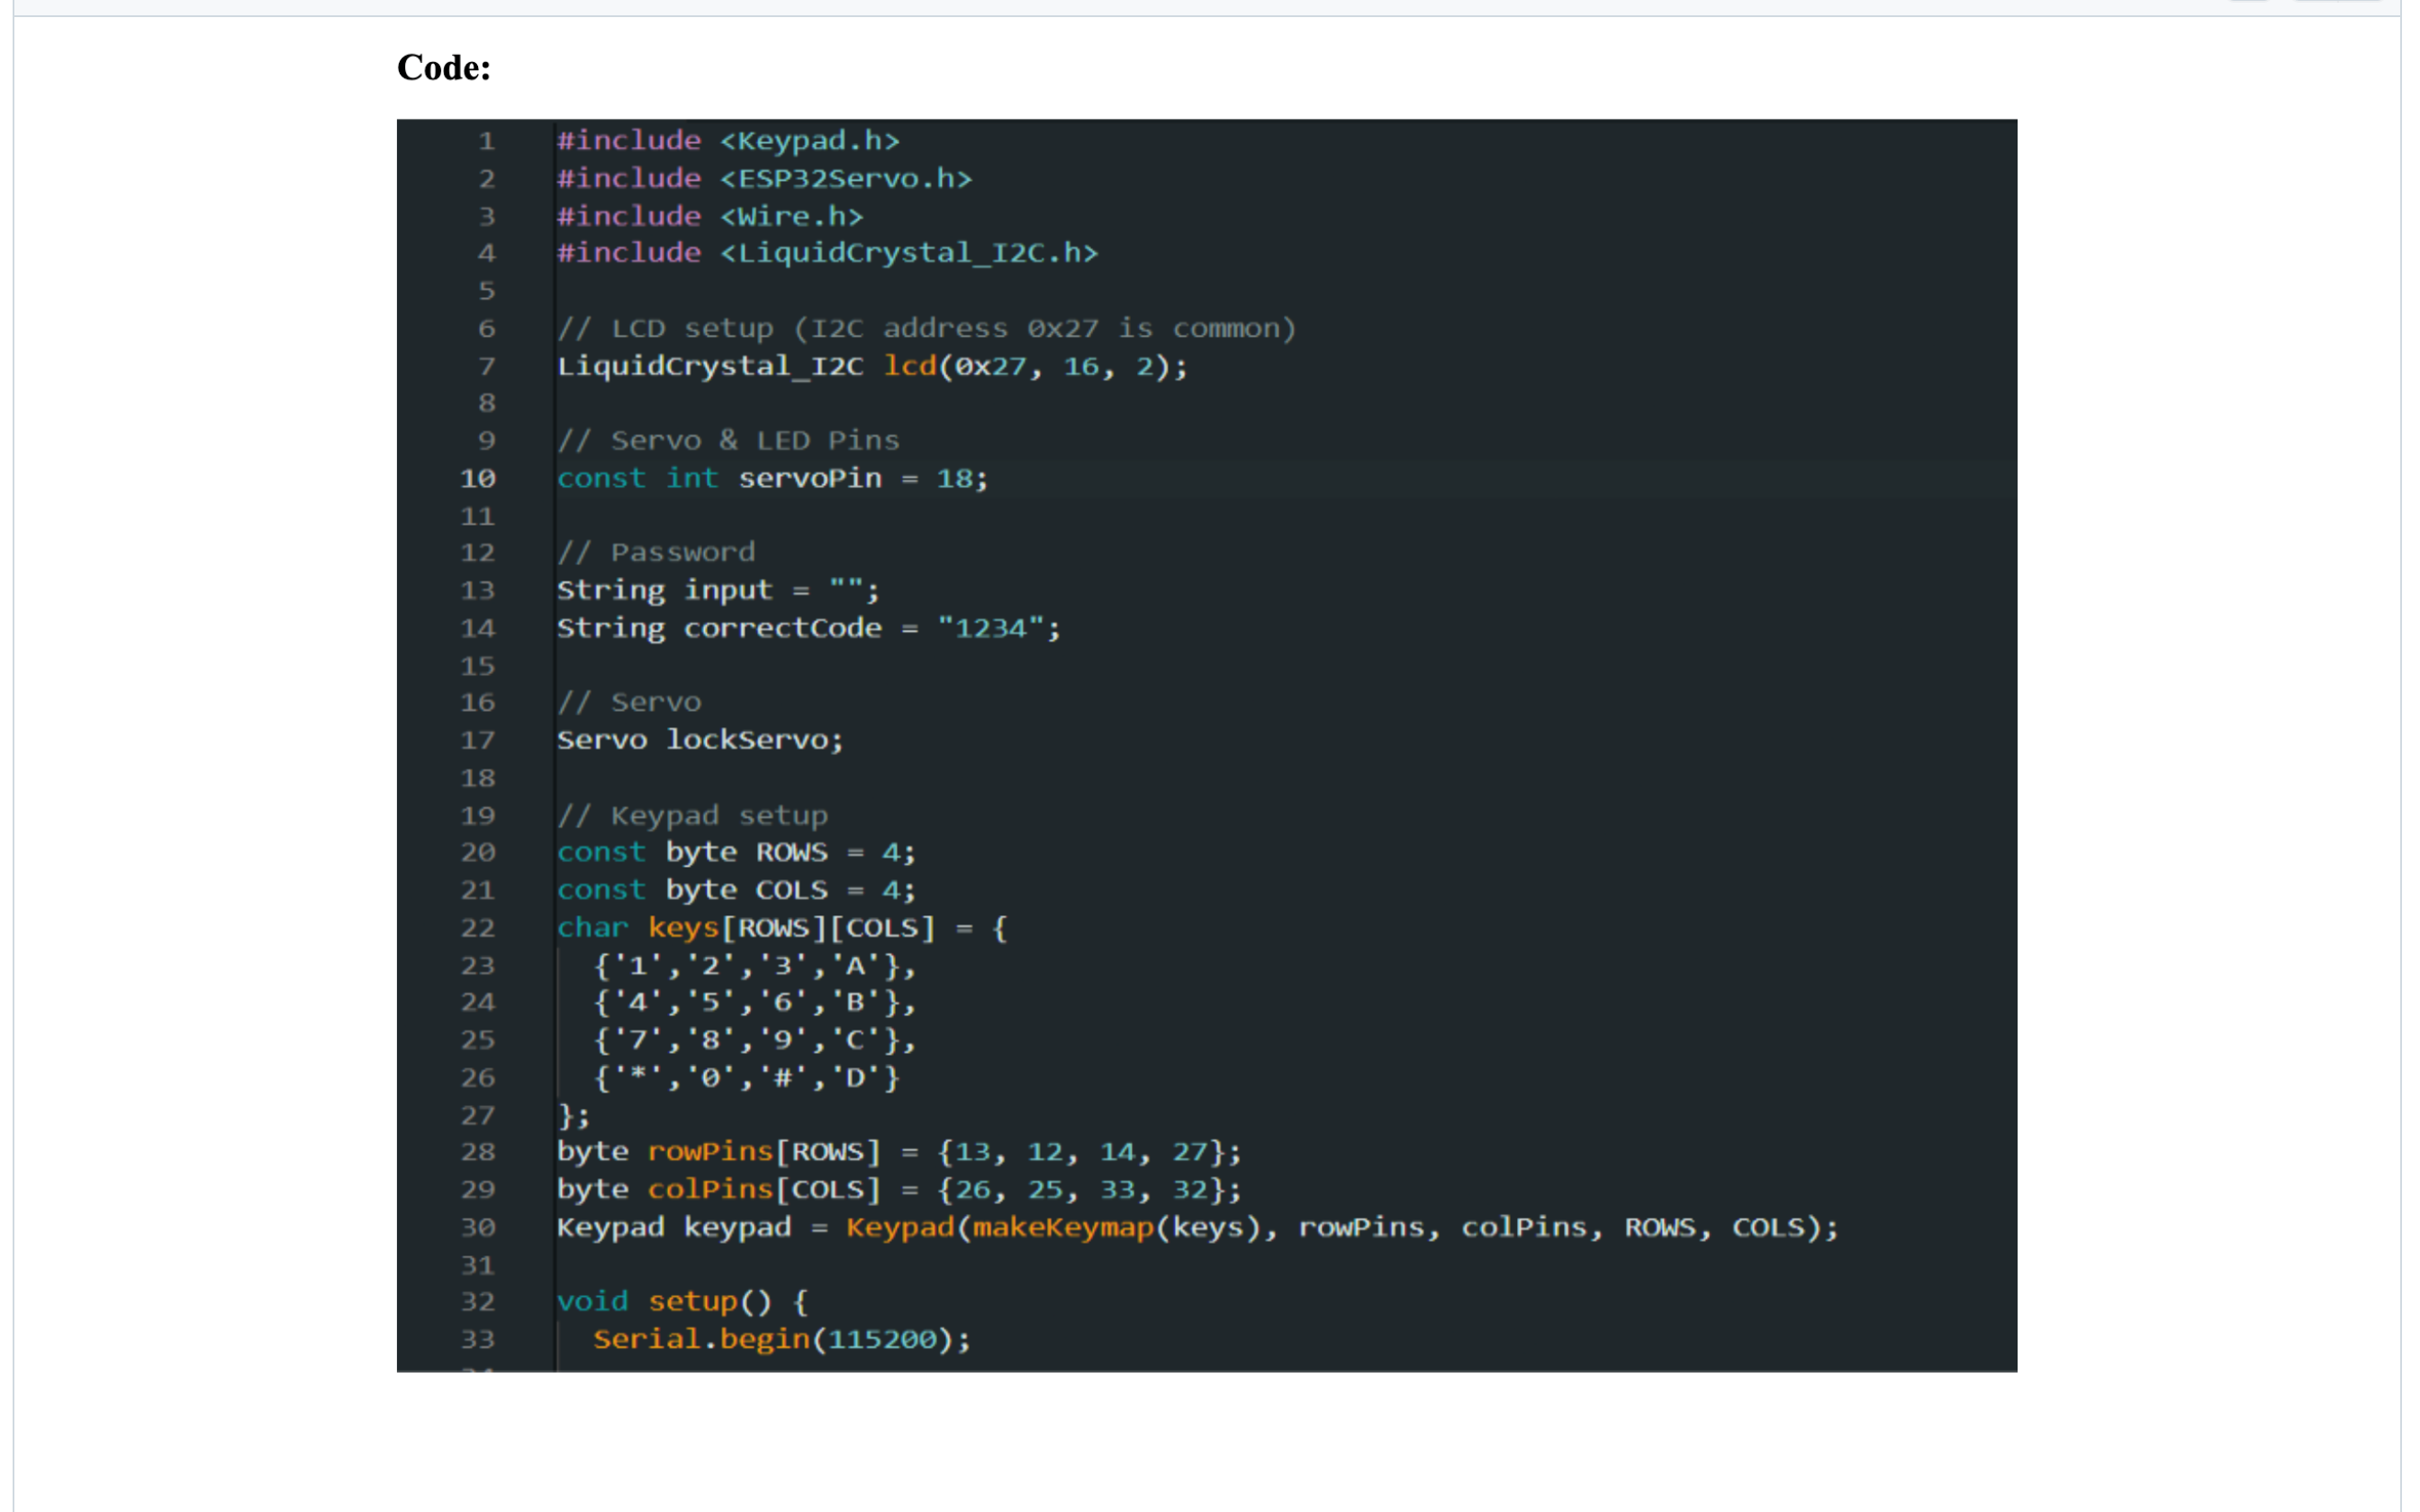 Code:
1 #include <Keypad.h>
2 #include <ESP32Servo.h>
3 #include <Wire.h>
4 #include <LiquidCrystal_I2C.h>
5
6 // LCD setup (I2C address 0x27 is common)
7 LiquidCrystal_I2C lcd(0x27, 16, 2);
8
9 // Servo & LED Pins
10 const int servoPin = 18;
11
12 // Password
13 String input = "";
14 String correctCode = "1234";
15
16 // Servo
17 Servo lockServo;
18
19 // Keypad setup
20 const byte ROWS = 4;
21 const byte COLS = 4;
22 char keys[ROWS][COLS] = {
23   {'1','2','3','A'},
24   {'4','5','6','B'},
25   {'7','8','9','C'},
26   {'*','0','#','D'}
27 };
28 byte rowPins[ROWS] = {13, 12, 14, 27};
29 byte colPins[COLS] = {26, 25, 33, 32};
30 Keypad keypad = Keypad(makeKeymap(keys), rowPins, colPins, ROWS, COLS);
31
32 void setup() {
33   Serial.begin(115200);